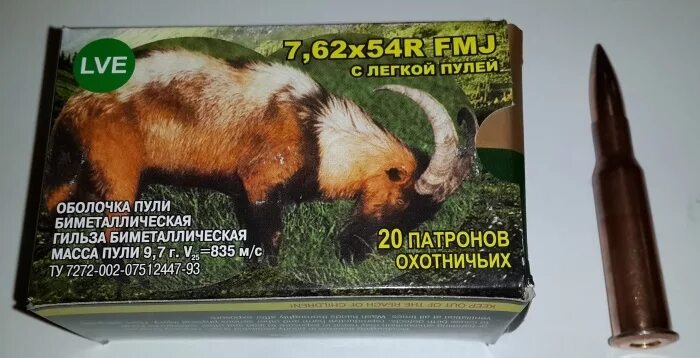 LVE
7,62x54R FMJ
С ЛЕГКОЙ ПУЛЕЙ
ОБОЛОЧКА ПУЛИ
БИМЕТАЛЛИЧЕСКАЯ
ГИЛЬЗА БИМЕТАЛЛИЧЕСКАЯ
МАССА ПУЛИ 9,7 г. V25=835 м/с
ТУ 7272-002-07512447-93
20 ПАТРОНОВ
ОХОТНИЧЬИХ
KEEP OUT OF THE REACH OF CHILDREN!